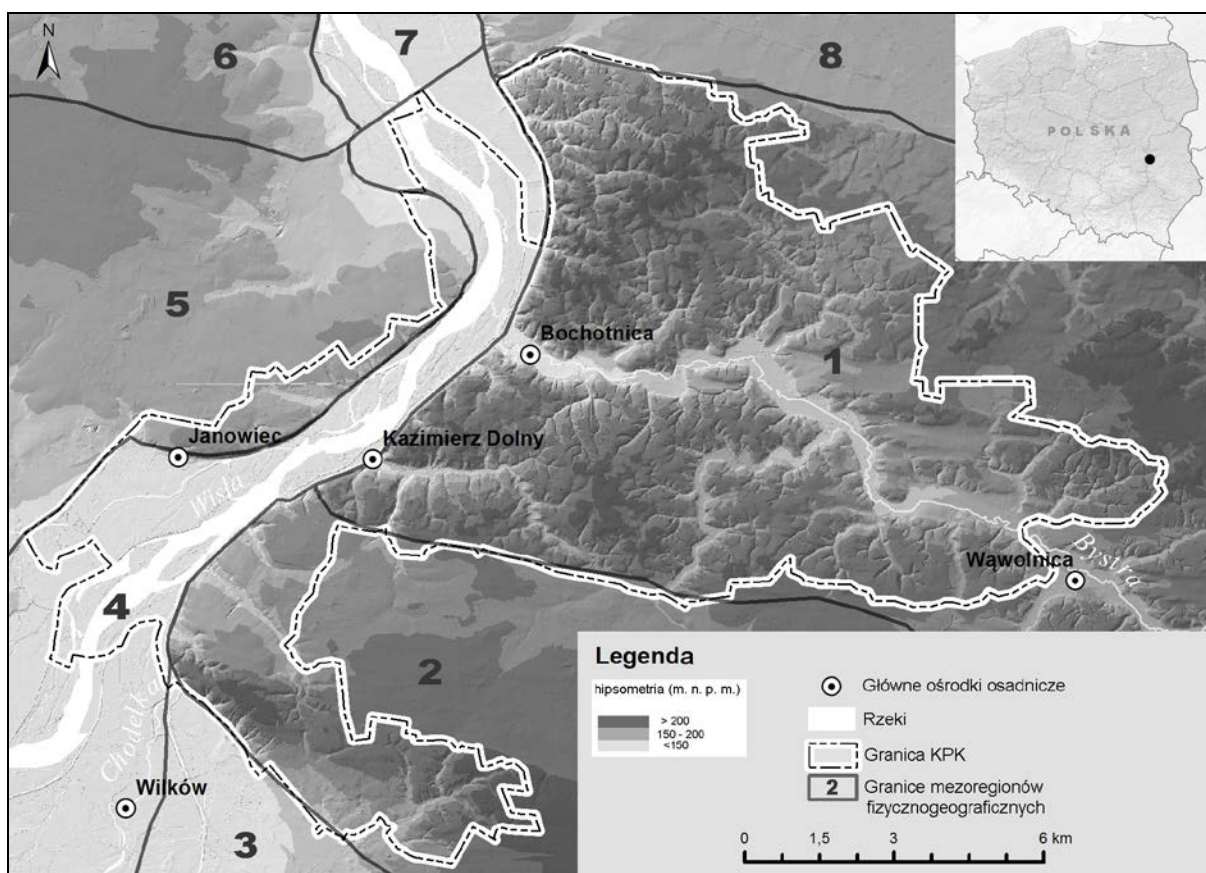 N
6
7
8
POLSKA
5
Bochotnica
1
Janowiec
Kazimierz Dolny
Wisła
Bystra
Wąwolnica
4
2
Chodelka
Wilków
3
Legenda
hipsometria (m. n. p. m.)
> 200
150 - 200
<150
Główne ośrodki osadnicze
Rzeki
Granica KPK
2
Granice mezoregionów
fizycznogeograficznych
0 1,5 3 6 km